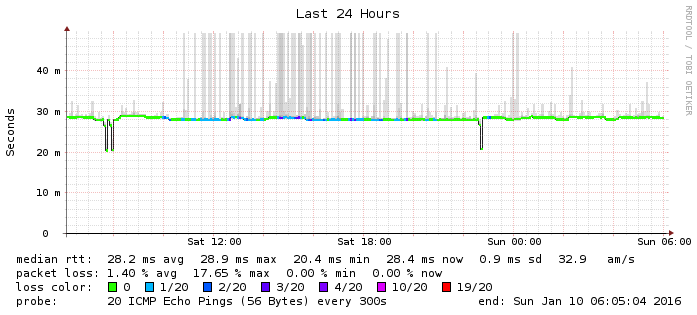 Last 24 Hours
RRDTOOL / TOBI OETIKER
Seconds
40 m
30 m
20 m
10 m
0
Sat 12:00 Sat 18:00 Sun 00:00 Sun 06:00
median rtt: 28.2 ms avg 28.9 ms max 20.4 ms min 28.4 ms now 0.9 ms sd 32.9 am/s
packet loss: 1.40 % avg 17.65 % max 0.00 % min 0.00 % now
loss color: 0 1/20 2/20 3/20 4/20 10/20 19/20
probe: 20 ICMP Echo Pings (56 Bytes) every 300s end: Sun Jan 10 06:05:04 2016